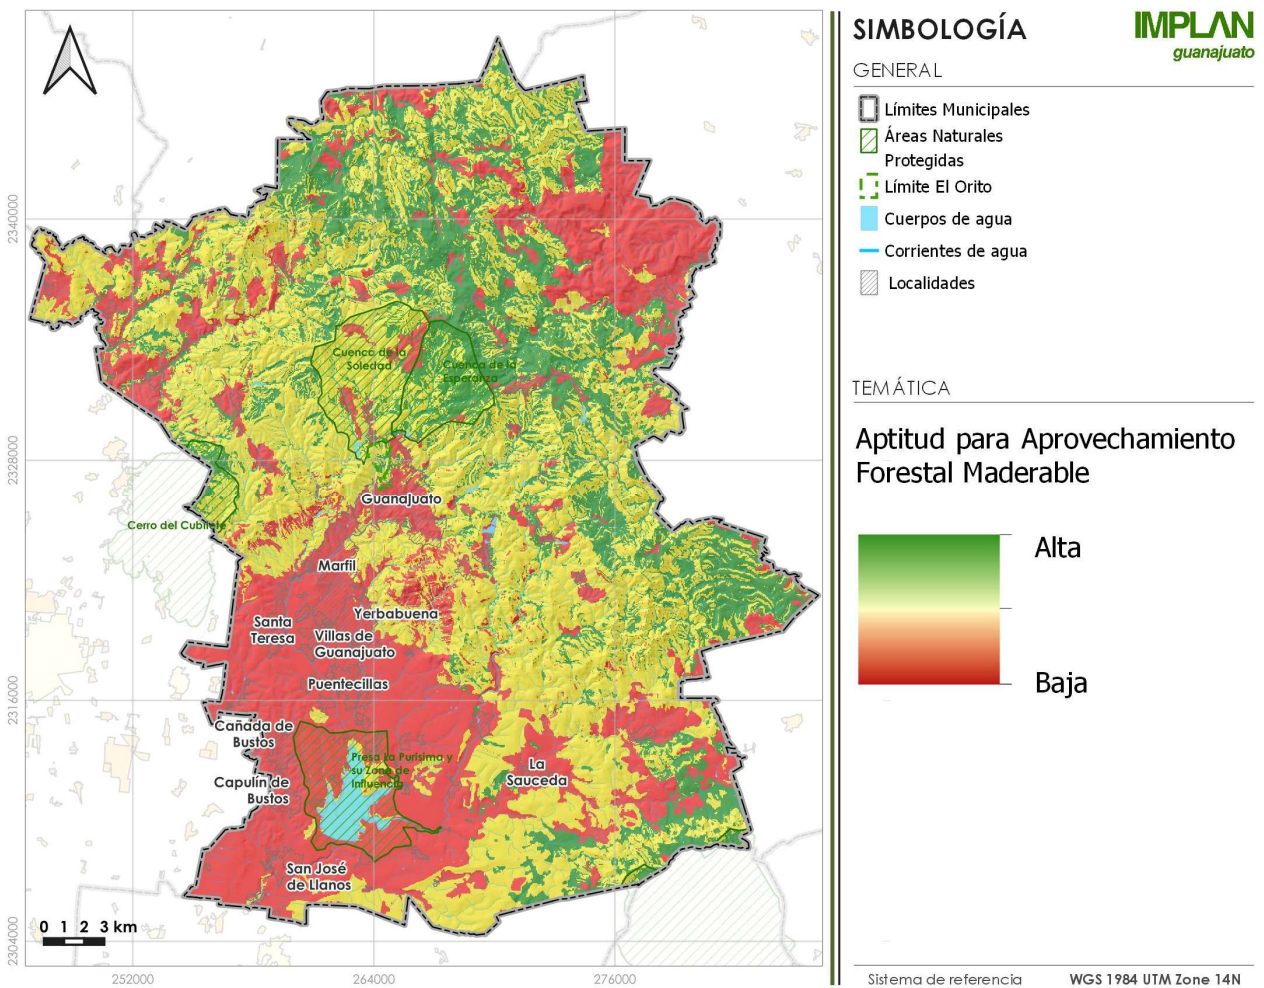 SIMBOLOGÍA
IMPLAN
guanajuato
GENERAL
Límites Municipales
Áreas Naturales
Protegidas
Límite El Orito
Cuerpos de agua
Corrientes de agua
Localidades
TEMÁTICA
Aptitud para Aprovechamiento
Forestal Maderable
Alta
Baja
Sistema de referencia WGS 1984 UTM Zone 14N
2340000
2328000
2316000
2304000
252000
264000
276000
0 1 2 3 km
Cuenca de la
Soledad
Cuenca de la
Esperanza
Cerro del Cubilete
Guanajuato
Marfil
Yerbabuena
Santa
Teresa
Villas de
Guanajuato
Puentecillas
Cañada de
Bustos
Presa La Purísima y
su Zona de
Influencia
Capulín de
Bustos
La
Sauceda
San José
de Llanos